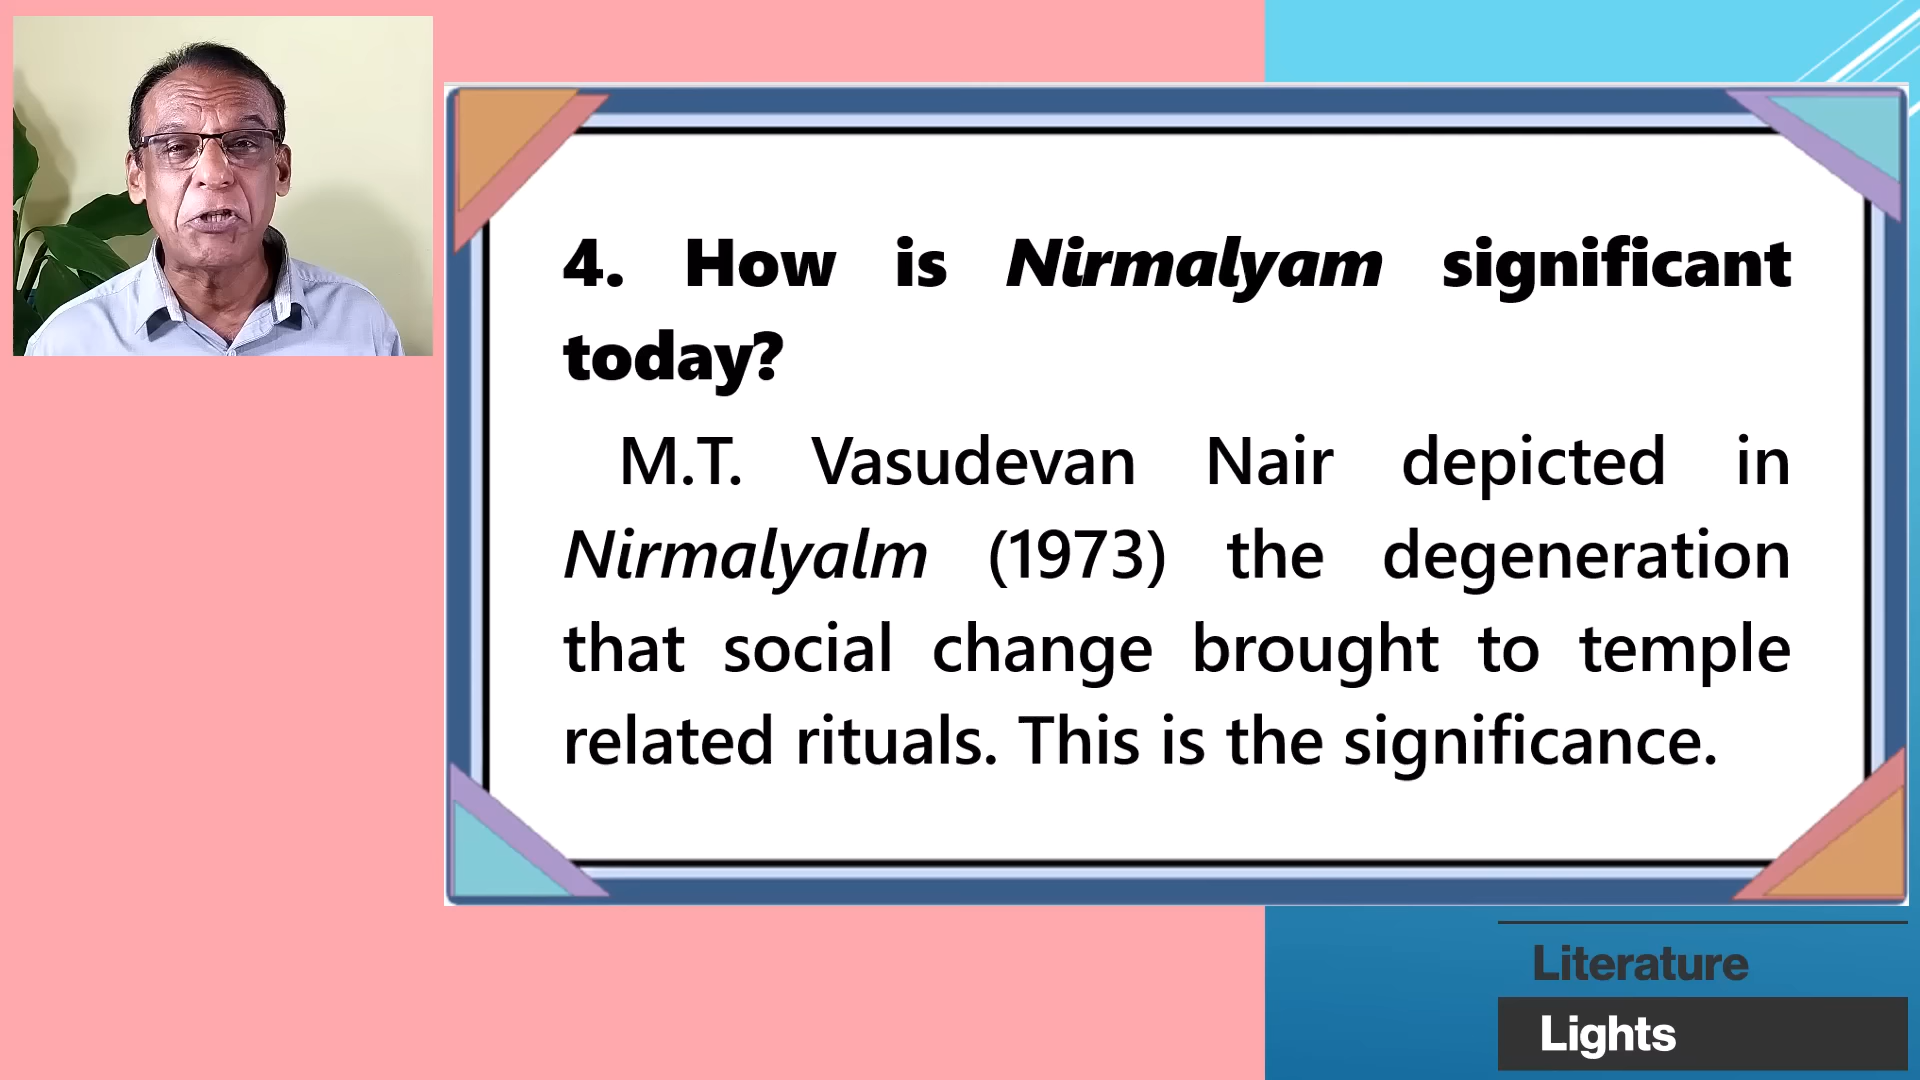 4. How is Nirmalyam significant
today?
M.T. Vasudevan Nair depicted in
Nirmalyalm (1973) the degeneration
that social change brought to temple
related rituals. This is the significance.
Literature
Lights